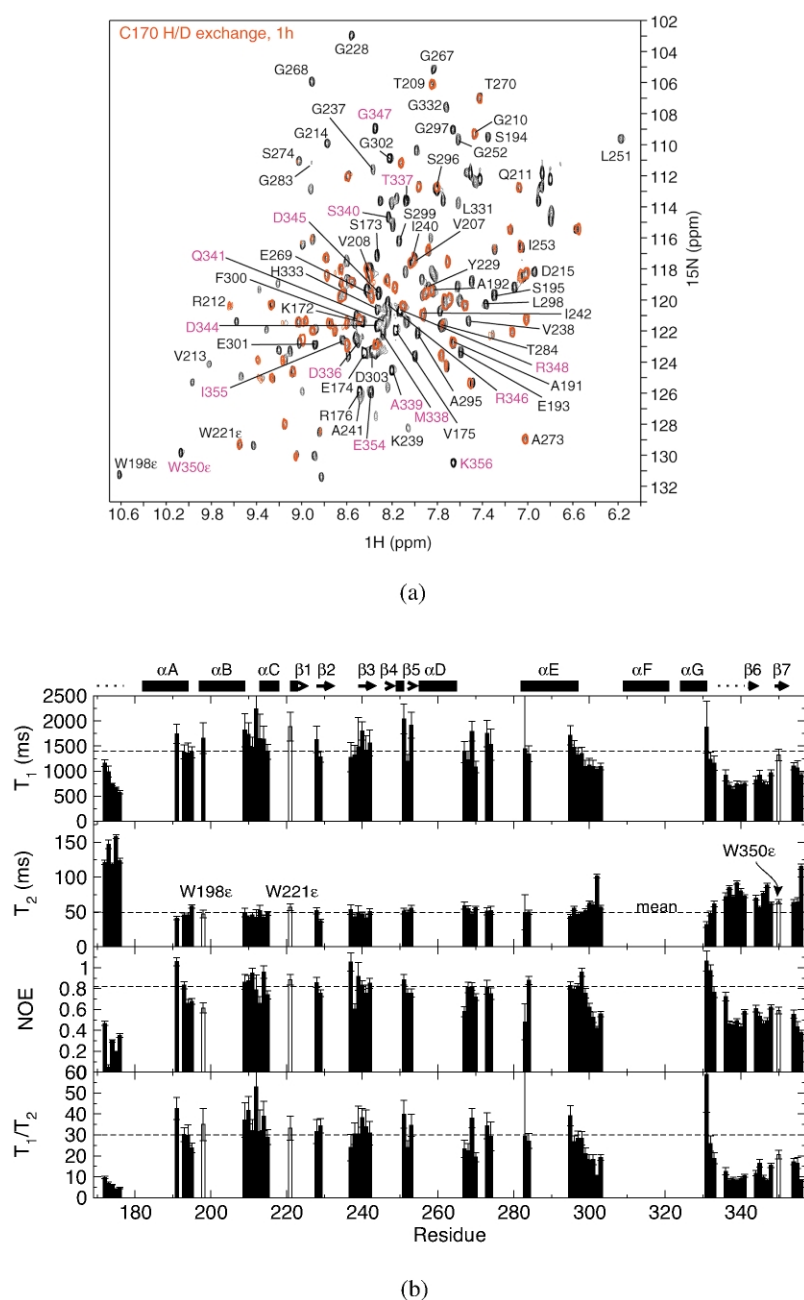 C170 H/D exchange, 1h
G228
G267
G268
T209
T270
G237
G347
G332
G210
G214
G297
S194
G302
G252
L251
S274
S296
Q211
G283
T337
S340
L331
S173
S299
V207
D345
I240
I253
V208
Q341
E269
Y229
D215
H333
A192
S195
F300
L298
R212
K172
I242
D344
V238
T284
E301
R348
V213
D336
D303
A191
I355
E174
A295
R346
E193
A339
R176
M338
V175
A241
W221ε
K239
A273
E354
W198ε
W350ε
K356
102
104
106
108
110
112
114
116
118
120
122
124
126
128
130
132
15N (ppm)
10.6 10.2 9.8 9.4 9.0 8.6 8.2 7.8 7.4 7.0 6.6 6.2
1H (ppm)
(a)
αA αB αC β1 β2 β3 β4 β5 αD αE αF αG β6 β7
2500
2000
1500
1000
500
0
T1 (ms)
150
100
50
0
T2 (ms)
W198ε W221ε mean W350ε
1
0.8
0.6
0.4
0.2
0
NOE
60
50
40
30
20
10
0
T1/T2
180 200 220 240 260 280 300 320 340
Residue
(b)